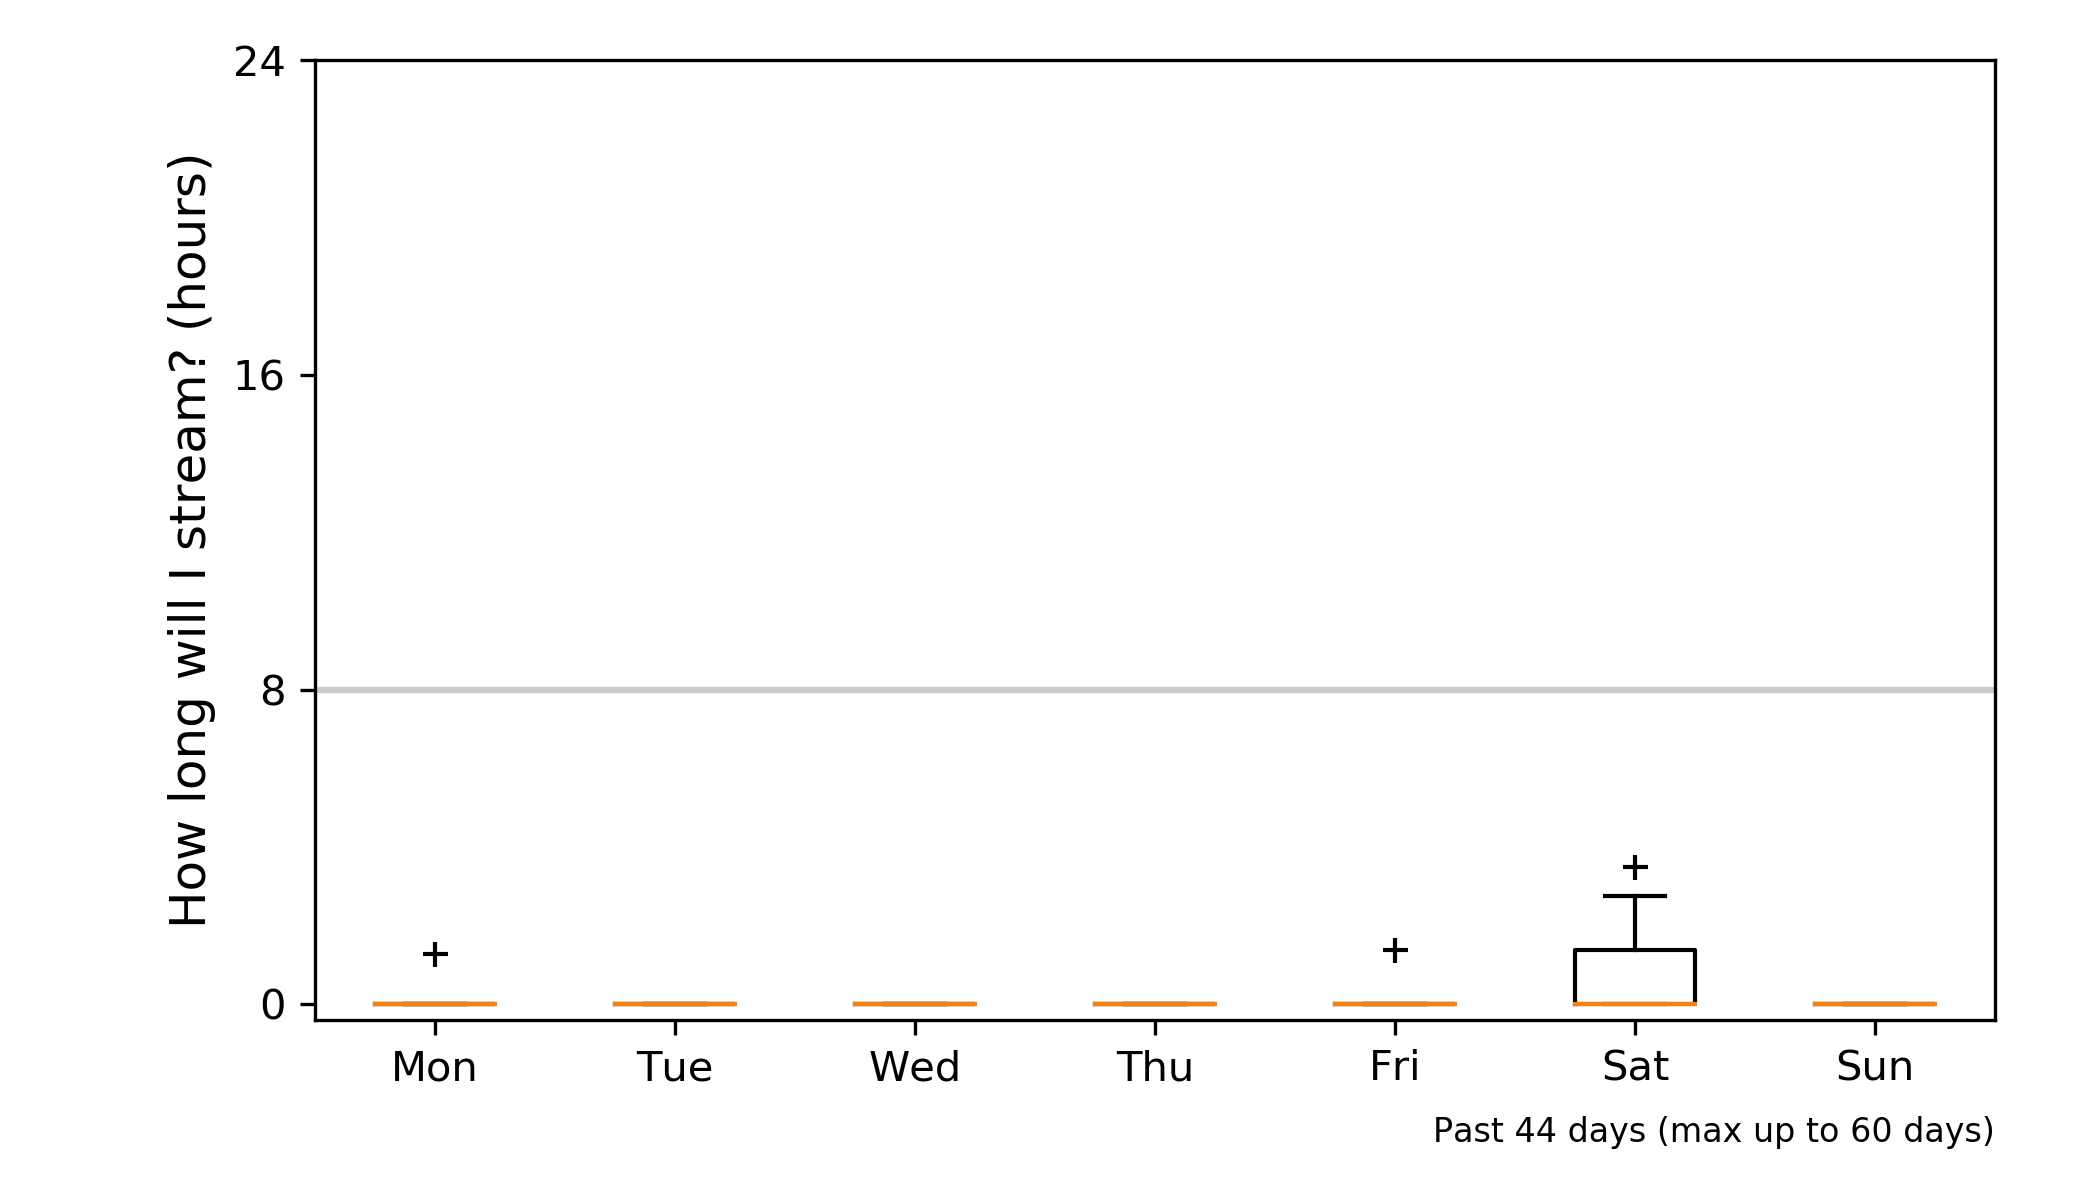 How long will I stream? (hours)
24
16
8
0
Mon Tue Wed Thu Fri Sat Sun
Past 44 days (max up to 60 days)